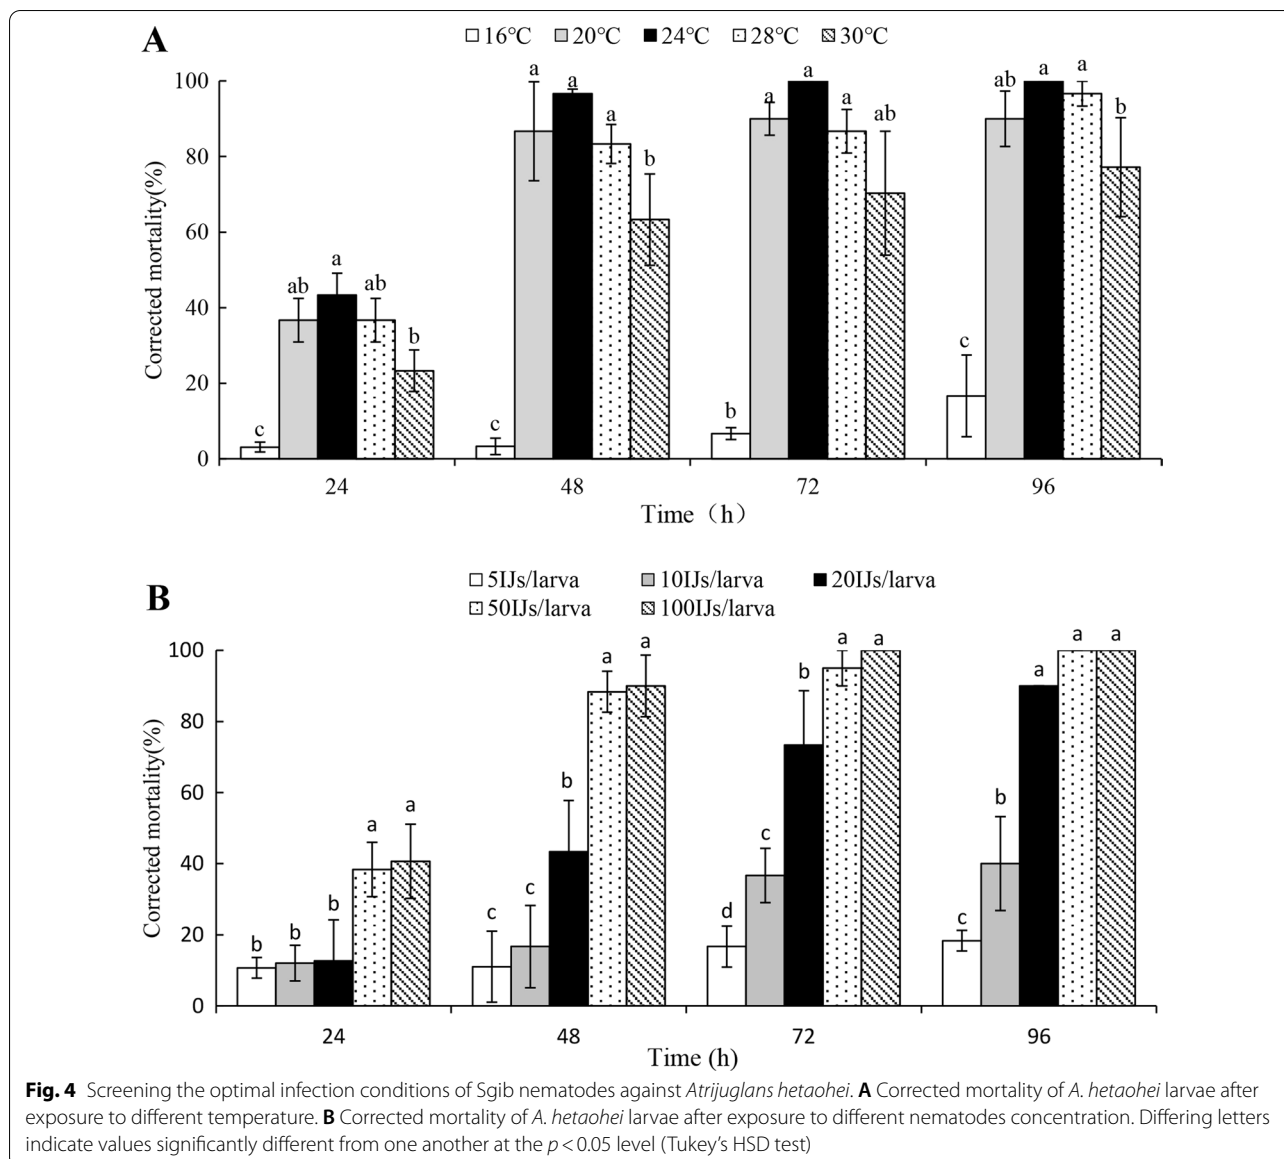 A
16℃ 20℃ 24℃ 28℃ 30℃
Corrected mortality(%)
100
80
60
40
20
0
c ab a ab b
c a a a b
b a a a ab
c ab a a b
24 48 72 96
Time（h）
B
5IJs/larva 10IJs/larva 20IJs/larva
50IJs/larva 100IJs/larva
Corrected mortality(%)
100
80
60
40
20
0
b b b a a
c c b a a
d c b a a
c b a a a
24 48 72 96
Time (h)
Fig. 4 Screening the optimal infection conditions of Sgib nematodes against Atrijuglans hetaohei. A Corrected mortality of A. hetaohei larvae after
exposure to different temperature. B Corrected mortality of A. hetaohei larvae after exposure to different nematodes concentration. Differing letters
indicate values significantly different from one another at the p < 0.05 level (Tukey's HSD test)